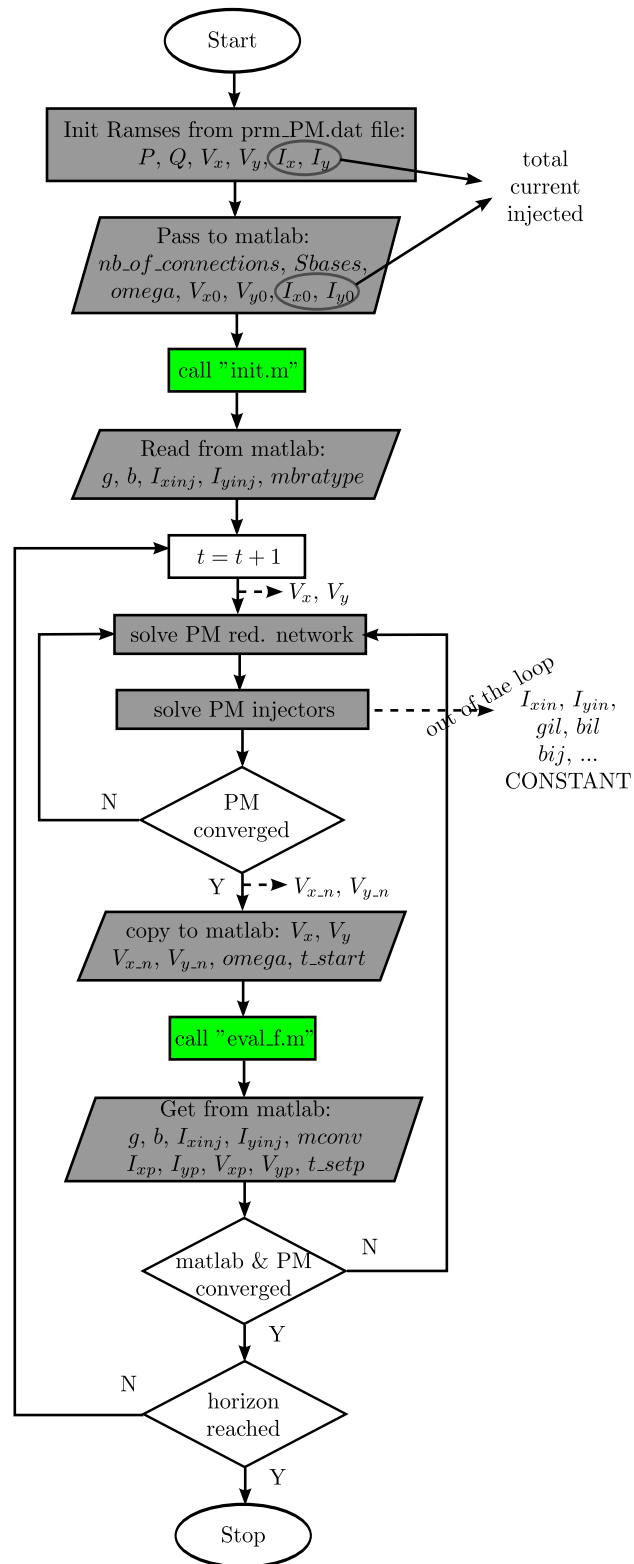 Start
Init Ramses from prm_PM.dat file:
P, Q, V_x, V_y, I_x, I_y
total
current
injected
Pass to matlab:
nb_of_connections, Sbases,
omega, V_x0, V_y0, I_x0, I_y0
call "init.m"
Read from matlab:
g, b, I_xinj, I_yinj, mbratype
t = t + 1
V_x, V_y
solve PM red. network
solve PM injectors
out of the loop
I_xin, I_yin,
gil, bil
bij, ...
CONSTANT
N
PM
converged
Y
V_x_n, V_y_n
copy to matlab: V_x, V_y
V_x_n, V_y_n, omega, t_start
call "eval_f.m"
Get from matlab:
g, b, I_xinj, I_yinj, mconv
I_xp, I_yp, V_xp, V_yp, t_setp
matlab & PM
converged
N
Y
N
horizon
reached
Y
Stop